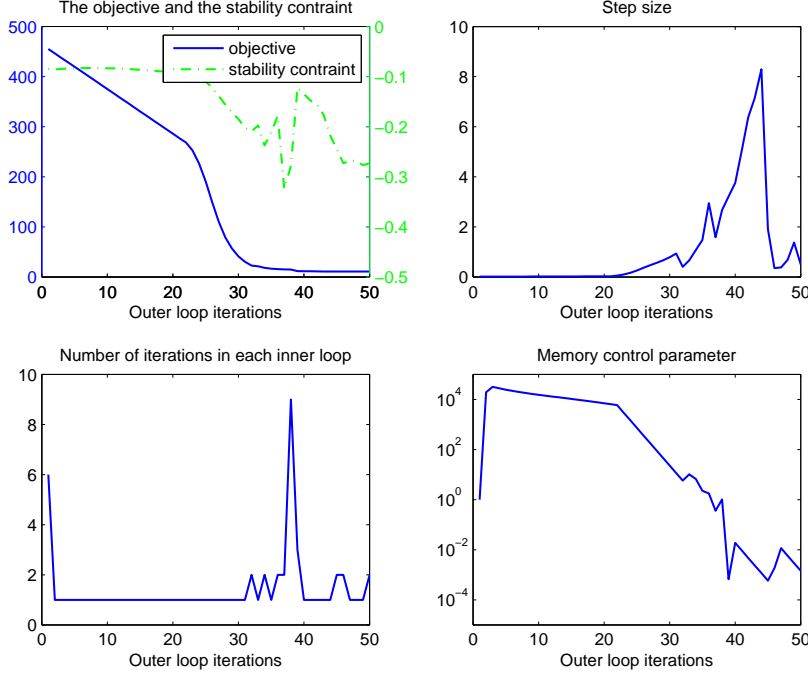 The objective and the stability contraint
500
400
300
200
100
0
0
−0.1
−0.2
−0.3
−0.4
−0.5
objective
stability contraint
0 10 20 30 40 50
Outer loop iterations
Step size
10
8
6
4
2
0
0 10 20 30 40 50
Outer loop iterations
Number of iterations in each inner loop
10
8
6
4
2
0
0 10 20 30 40 50
Outer loop iterations
Memory control parameter
10^4
10^2
10^0
10^−2
10^−4
0 10 20 30 40 50
Outer loop iterations